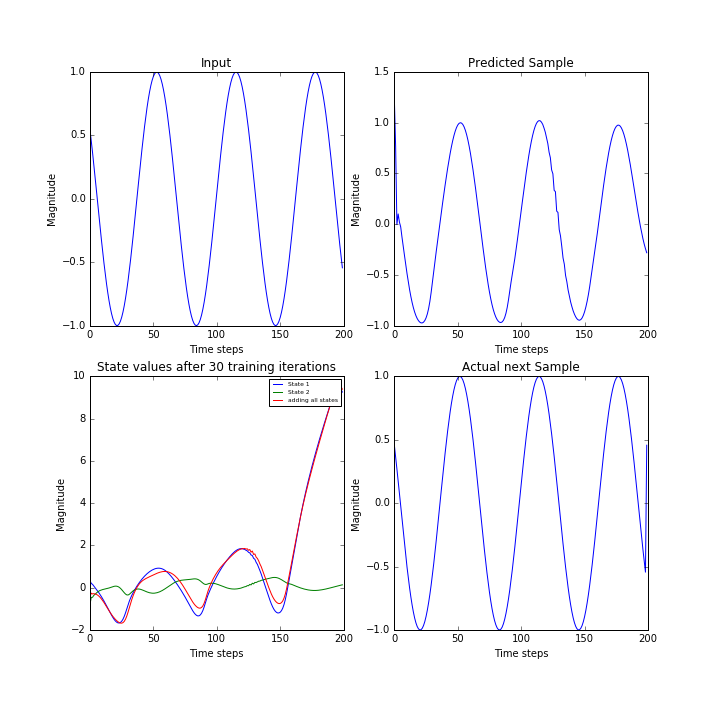 Input
1.0
0.5
0.0
−0.5
−1.0
Magnitude
0 50 100 150 200
Time steps
Predicted Sample
1.5
1.0
0.5
0.0
−0.5
−1.0
Magnitude
0 50 100 150 200
Time steps
State values after 30 training iterations
10
8
6
4
2
0
−2
Magnitude
State 1
State 2
adding all states
0 50 100 150 200
Time steps
Actual next Sample
1.0
0.5
0.0
−0.5
−1.0
Magnitude
0 50 100 150 200
Time steps